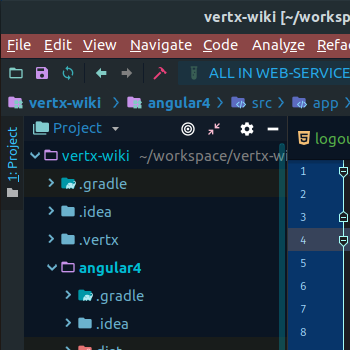 vertx-wiki [~/worksp
File Edit View Navigate Code Analyze Refa
ALL IN WEB-SERVICE
vertx-wiki angular4 src app
1: Project
Project
logou
vertx-wiki ~/workspace/vertx-wi
.gradle
.idea
.vertx
angular4
.gradle
.idea
dist
1
2
3
4
5
6
7
8